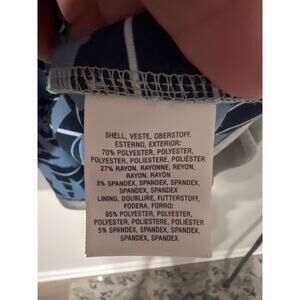 SHELL, VESTE, OBERSTOFF,
ESTERNO, EXTERIOR:
70% POLYESTER, POLYESTER,
POLYESTER, POLIESTERE, POLIÉSTER
27% RAYON, RAYONNE, REYON,
RAYON, RAYÓN
3% SPANDEX, SPANDEX, SPANDEX,
SPANDEX, SPANDEX
LINING, DOUBLURE, FUTTERSTOFF,
FODERA, FORRO:
95% POLYESTER, POLYESTER,
POLYESTER, POLIESTERE, POLIÉSTER
5% SPANDEX, SPANDEX, SPANDEX,
SPANDEX, SPANDEX